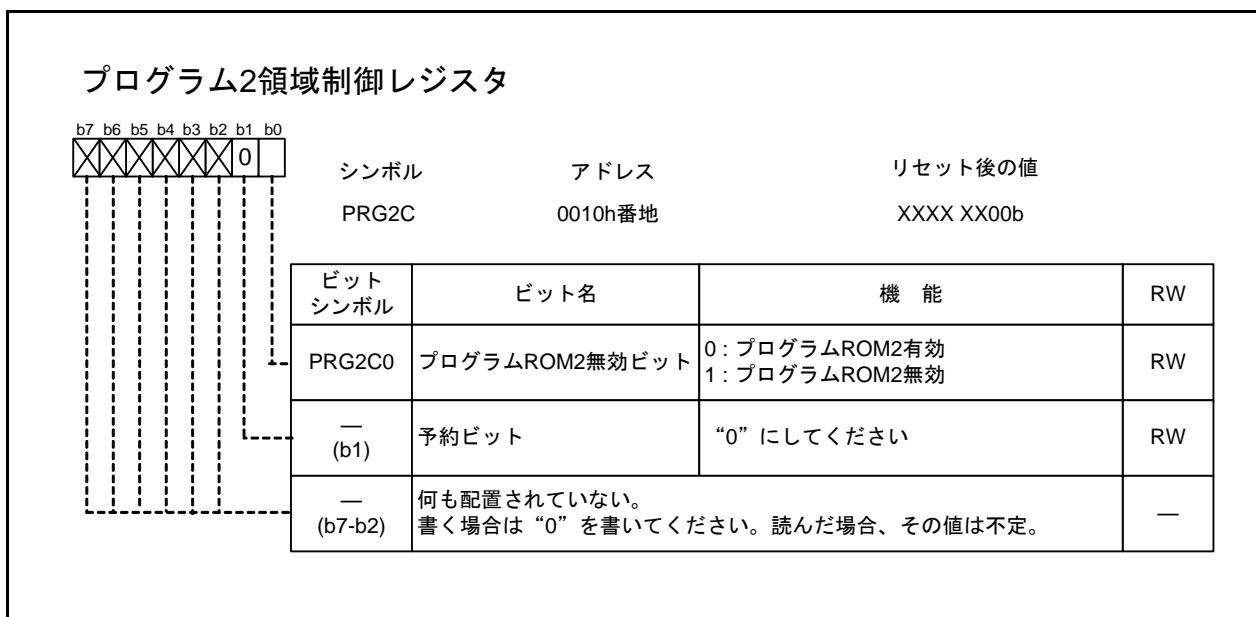 プログラム2領域制御レジスタ
b7 b6 b5 b4 b3 b2 b1 b0
0
シンボル アドレス リセット後の値
PRG2C 0010h番地 XXXX XX00b
ビット
シンボル
ビット名 機 能 RW
PRG2C0 プログラムROM2無効ビット
0 : プログラムROM2有効
1 : プログラムROM2無効
RW
—
(b1)
予約ビット “0”にしてください RW
—
(b7-b2)
何も配置されていない。
書く場合は“0”を書いてください。読んだ場合、その値は不定。
—